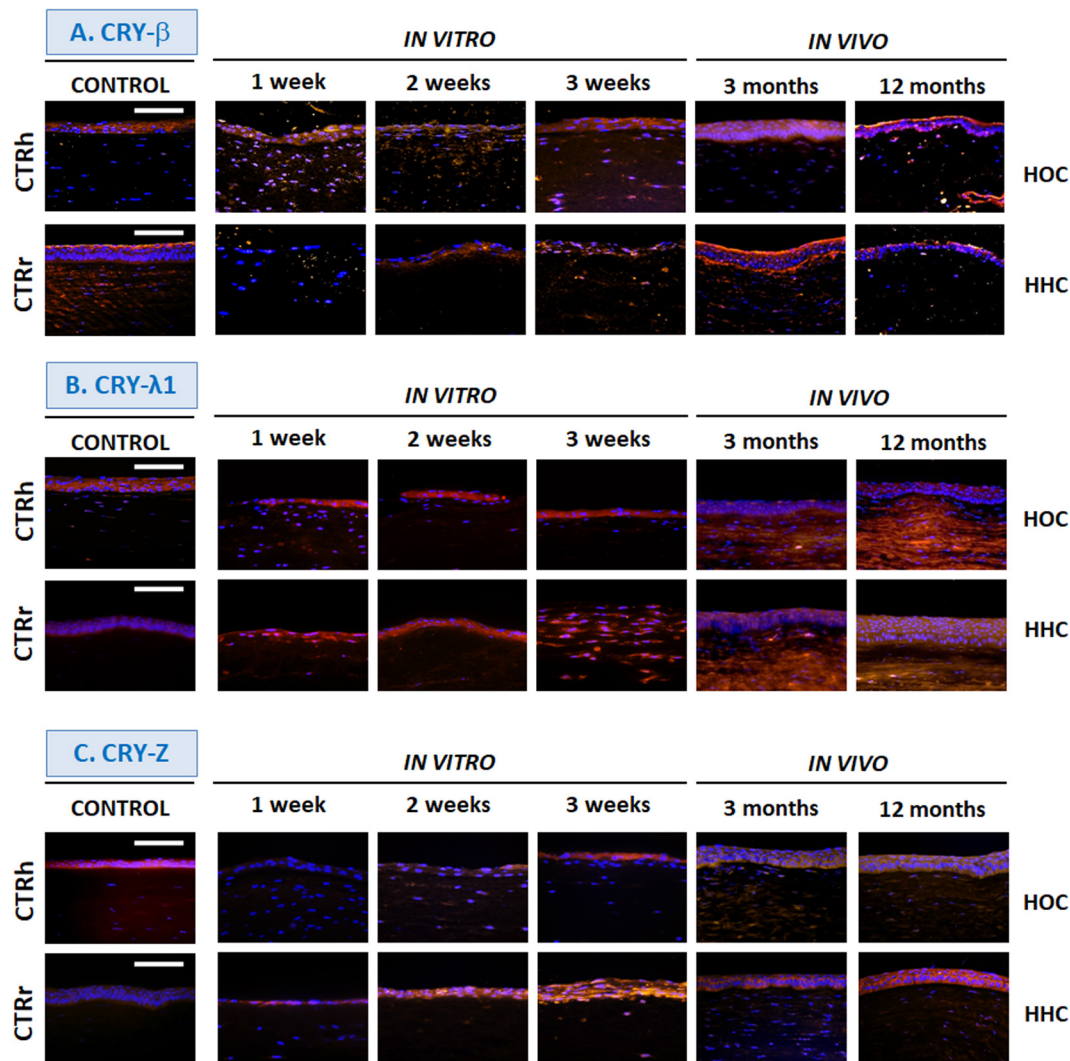 A. CRY-β
IN VITRO
IN VIVO
CONTROL
1 week
2 weeks
3 weeks
3 months
12 months
CTRh
HOC
CTRr
HHC
B. CRY-λ1
IN VITRO
IN VIVO
CONTROL
1 week
2 weeks
3 weeks
3 months
12 months
CTRh
HOC
CTRr
HHC
C. CRY-Z
IN VITRO
IN VIVO
CONTROL
1 week
2 weeks
3 weeks
3 months
12 months
CTRh
HOC
CTRr
HHC